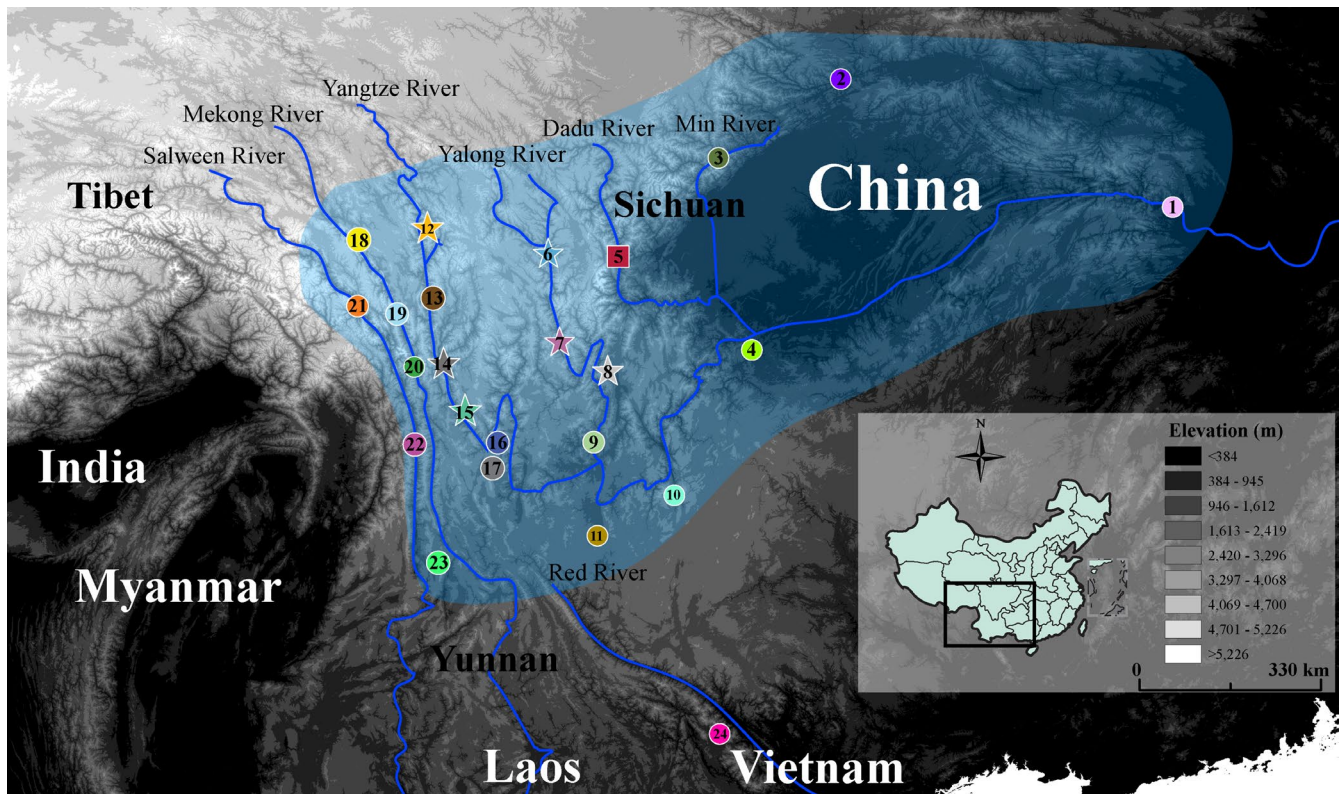 Yangtze River
Mekong River
Salween River
Dadu River
Min River
Yalong River
Tibet
Sichuan
China
India
Myanmar
Yunnan
Red River
Laos
Vietnam
1
2
3
4
5
6
7
8
9
10
11
12
13
14
15
16
17
18
19
20
21
22
23
24
N
Elevation (m)
<384
384 - 945
946 - 1,612
1,613 - 2,419
2,420 - 3,296
3,297 - 4,068
4,069 - 4,700
4,701 - 5,226
>5,226
0 330 km